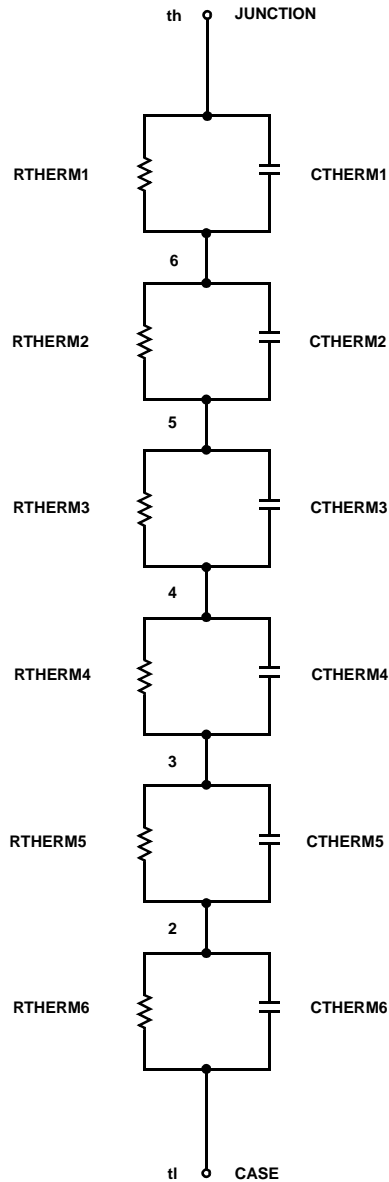 th JUNCTION
RTHERM1 CTHERM1
6
RTHERM2 CTHERM2
5
RTHERM3 CTHERM3
4
RTHERM4 CTHERM4
3
RTHERM5 CTHERM5
2
RTHERM6 CTHERM6
tl CASE